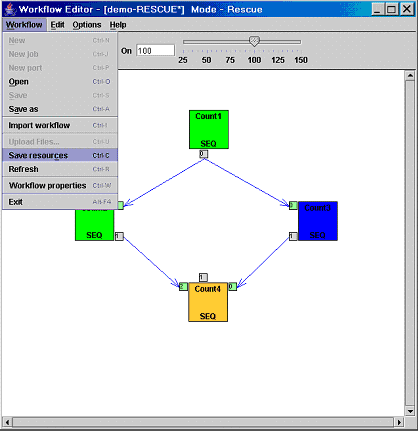 Workflow Editor - [demo-RESCUE*] Mode - Rescue
Workflow Edit Options Help
New Ctrl-N
New job Ctrl-J
New port Ctrl-P
Open Ctrl-O
Save Ctrl-S
Save as Ctrl-A
Import workflow Ctrl-I
Upload Files... Ctrl-U
Save resources Ctrl-C
Refresh Ctrl-R
Workflow properties Ctrl-W
Exit Alt-F4
On 100
25 50 75 100 125 150
Count1
SEQ
0
SEQ
1
SEQ
1
1
Count4
0
SEQ